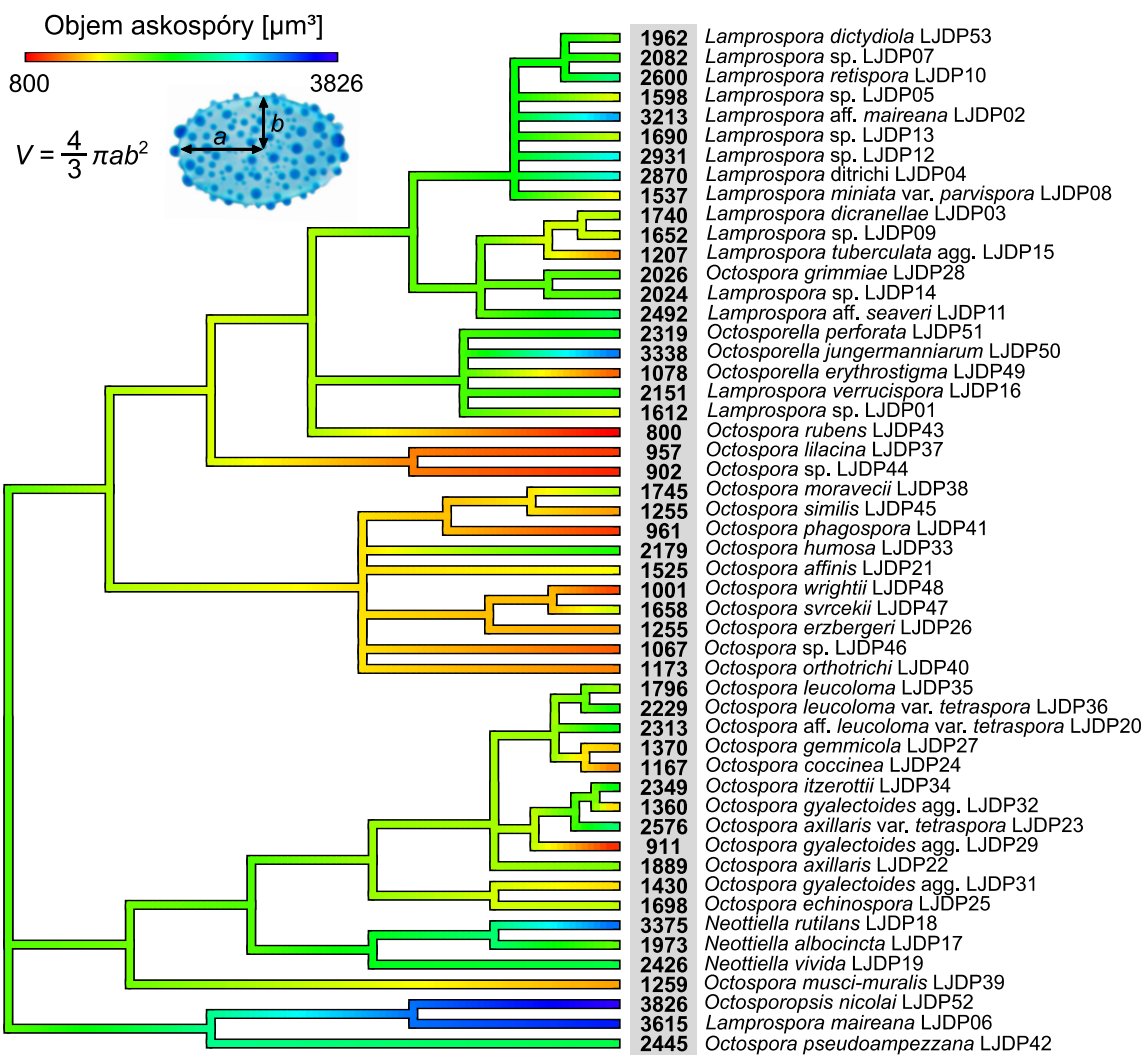 Objem askospóry [µm³]
800 3826
a b
V = 4/3 πab²
1962 Lamprospora dictydiola LJDP53
2082 Lamprospora sp. LJDP07
2600 Lamprospora retispora LJDP10
1598 Lamprospora sp. LJDP05
3213 Lamprospora aff. maireana LJDP02
1690 Lamprospora sp. LJDP13
2931 Lamprospora sp. LJDP12
2870 Lamprospora ditrichi LJDP04
1537 Lamprospora miniata var. parvispora LJDP08
1740 Lamprospora dicranellae LJDP03
1652 Lamprospora sp. LJDP09
1207 Lamprospora tuberculata agg. LJDP15
2026 Octospora grimmiae LJDP28
2024 Lamprospora sp. LJDP14
2492 Lamprospora aff. seaveri LJDP11
2319 Octosporella perforata LJDP51
3338 Octosporella jungermanniarum LJDP50
1078 Octosporella erythrostigma LJDP49
2151 Lamprospora verrucispora LJDP16
1612 Lamprospora sp. LJDP01
800 Octospora rubens LJDP43
957 Octospora lilacina LJDP37
902 Octospora sp. LJDP44
1745 Octospora moravecii LJDP38
1255 Octospora similis LJDP45
961 Octospora phagospora LJDP41
2179 Octospora humosa LJDP33
1525 Octospora affinis LJDP21
1001 Octospora wrightii LJDP48
1658 Octospora svrcekii LJDP47
1255 Octospora erzbergeri LJDP26
1067 Octospora sp. LJDP46
1173 Octospora orthotrichi LJDP40
1796 Octospora leucoloma LJDP35
2229 Octospora leucoloma var. tetraspora LJDP36
2313 Octospora aff. leucoloma var. tetraspora LJDP20
1370 Octospora gemmicola LJDP27
1167 Octospora coccinea LJDP24
2349 Octospora itzerottii LJDP34
1360 Octospora gyalectoides agg. LJDP32
2576 Octospora axillaris var. tetraspora LJDP23
911 Octospora gyalectoides agg. LJDP29
1889 Octospora axillaris LJDP22
1430 Octospora gyalectoides agg. LJDP31
1698 Octospora echinospora LJDP25
3375 Neottiella rutilans LJDP18
1973 Neottiella albocincta LJDP17
2426 Neottiella vivida LJDP19
1259 Octospora musci-muralis LJDP39
3826 Octosporopsis nicolai LJDP52
3615 Lamprospora maireana LJDP06
2445 Octospora pseudoampezzana LJDP42